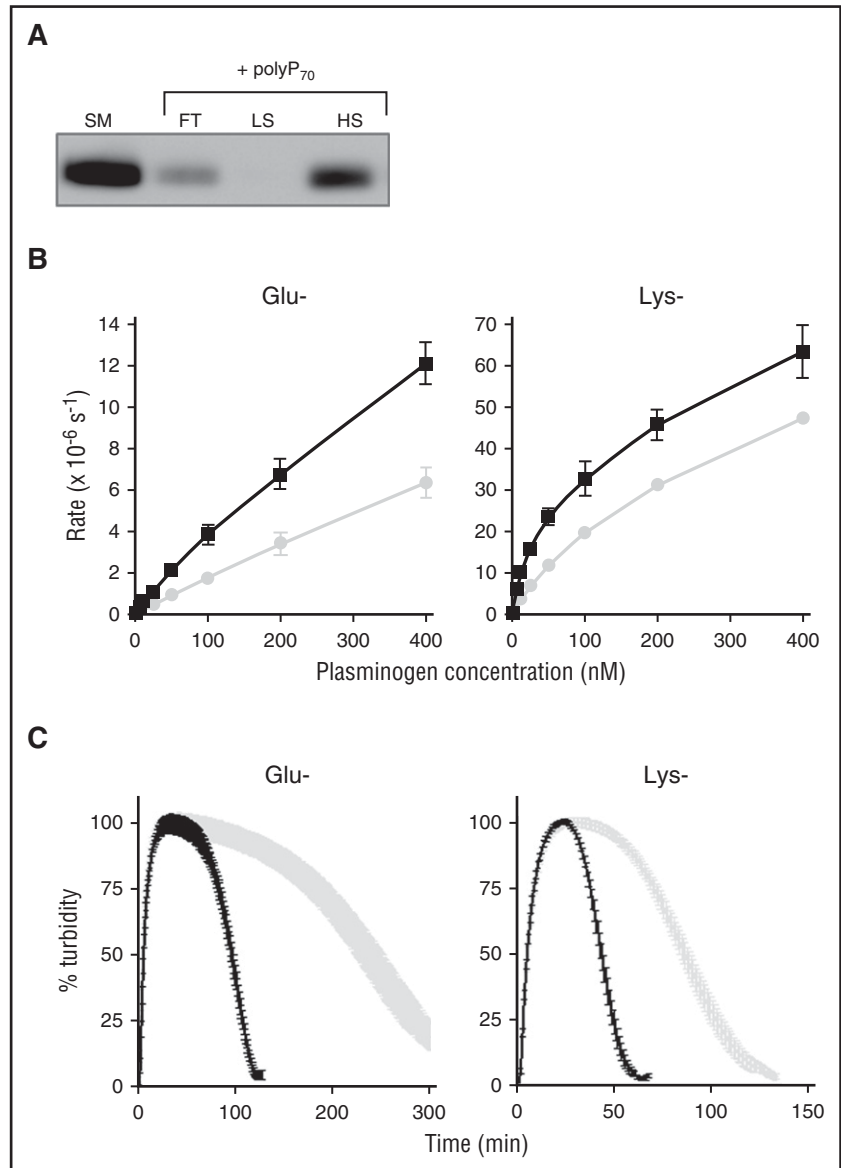 A
+ polyP70
SM FT LS HS
B
Glu- Lys-
Rate (x 10-6 s-1)
14
12
10
8
6
4
2
0
0 100 200 300 400
70
60
50
40
30
20
10
0
0 100 200 300 400
Plasminogen concentration (nM)
C
Glu- Lys-
% turbidity
100
75
50
25
0
0 100 200 300
100
75
50
25
0
0 50 100 150
Time (min)